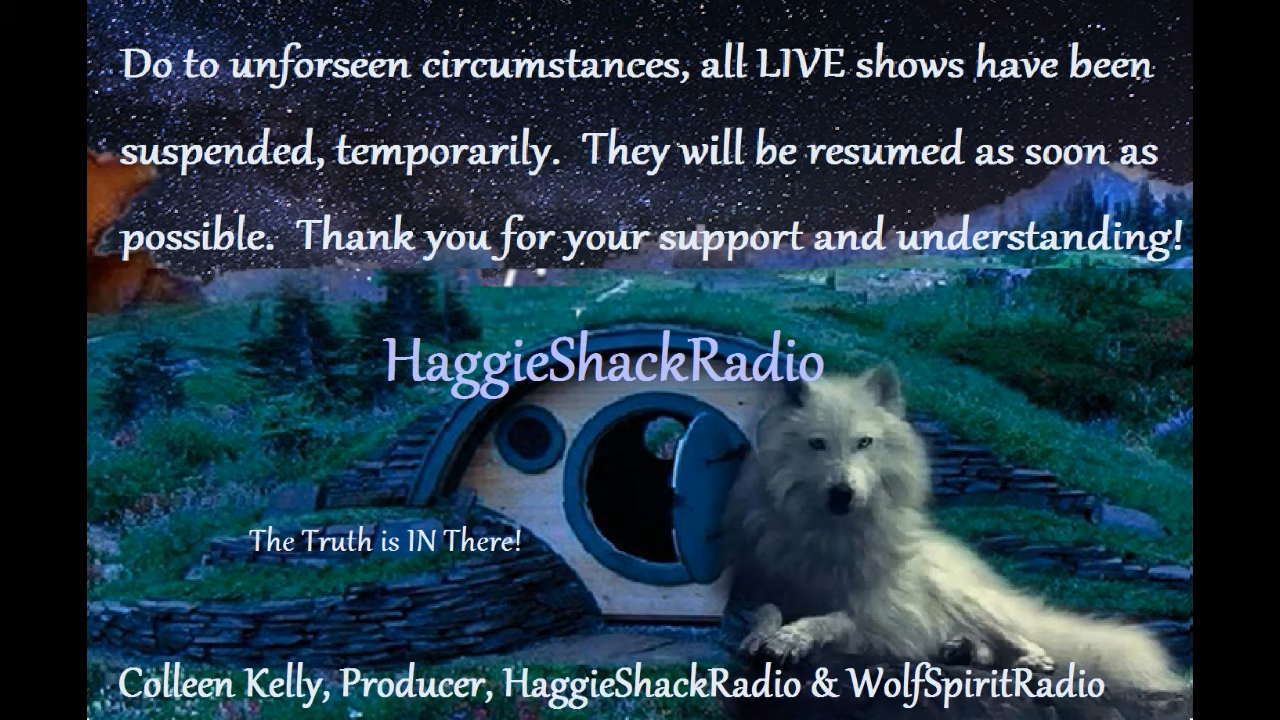 Do to unforseen circumstances, all LIVE shows have been
suspended, temporarily.  They will be resumed as soon as
possible.  Thank you for your support and understanding!
HaggieShackRadio
The Truth is IN There!
Colleen Kelly, Producer, HaggieShackRadio & WolfSpiritRadio